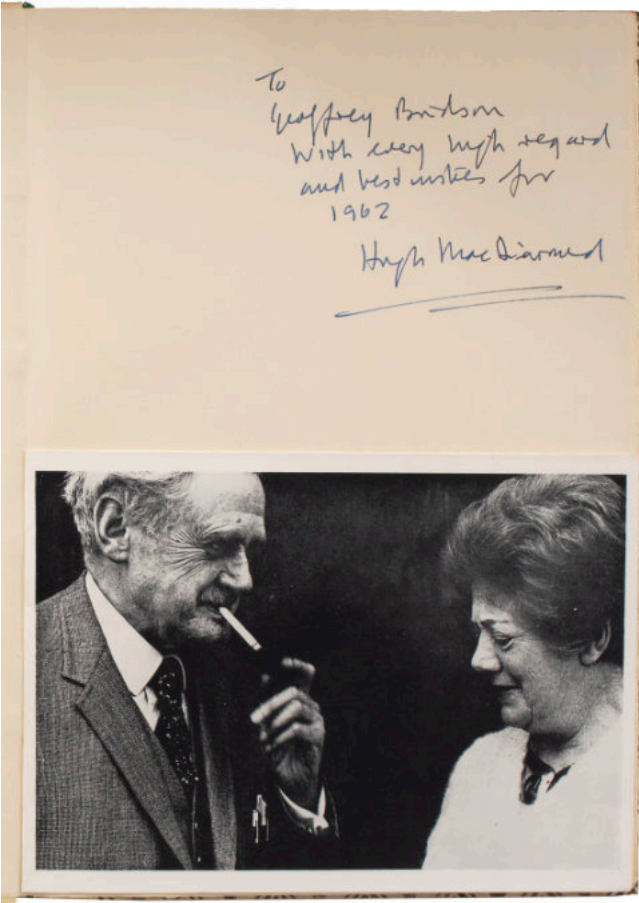 To
Geoffrey Bridson
With every high regard
and best wishes for
1962
Hugh MacDiarmid